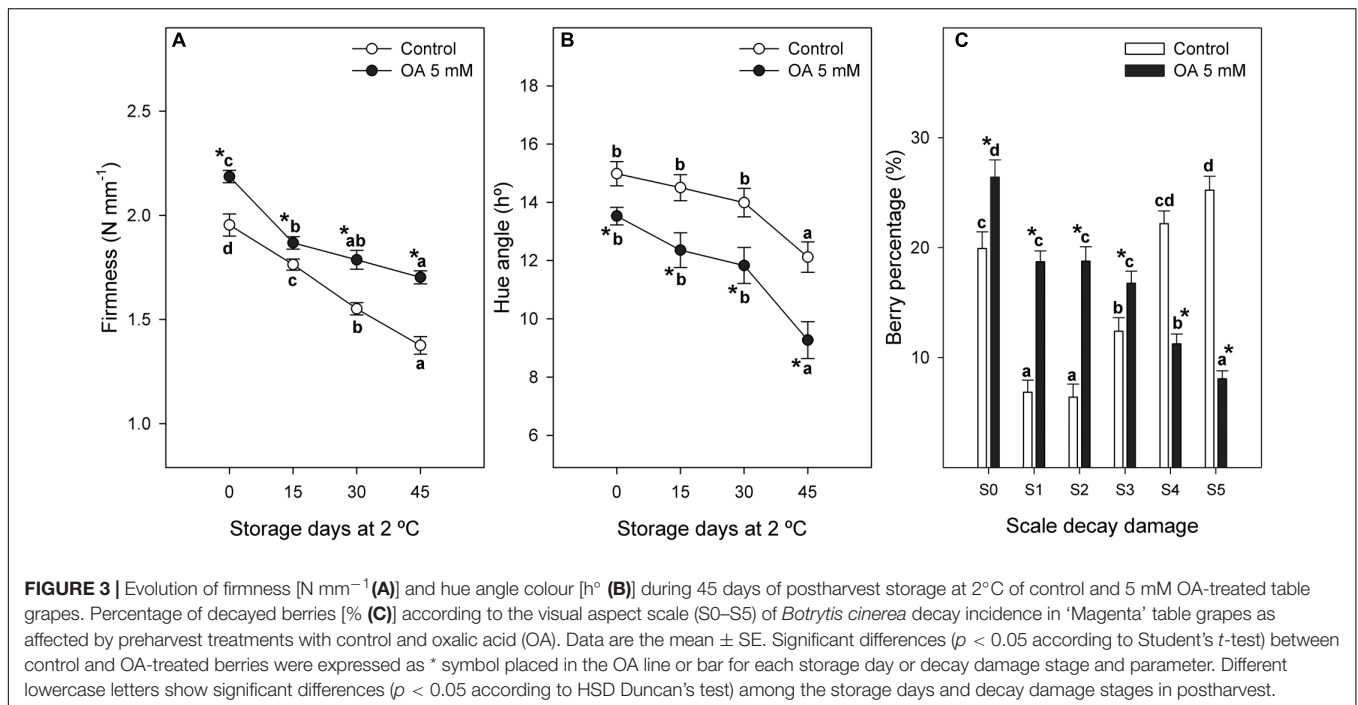 A
Control
OA 5 mM
2.5
2.0
1.5
1.0
Firmness (N mm-1)
* c
* b
* ab
* a
d
c
b
a
0 15 30 45
Storage days at 2 ºC
B
Control
OA 5 mM
18
16
14
12
10
8
6
Hue angle (hº)
b b b a
* b
* b
* b
* a
0 15 30 45
Storage days at 2 ºC
C
Control
OA 5 mM
30
20
10
Berry percentage (%)
c * d
a * c
a * c
b * c
cd b *
d a *
S0 S1 S2 S3 S4 S5
Scale decay damage
FIGURE 3 | Evolution of firmness [N mm−1 (A)] and hue angle colour [h° (B)] during 45 days of postharvest storage at 2°C of control and 5 mM OA-treated table
grapes. Percentage of decayed berries [% (C)] according to the visual aspect scale (S0–S5) of Botrytis cinerea decay incidence in ‘Magenta’ table grapes as
affected by preharvest treatments with control and oxalic acid (OA). Data are the mean ± SE. Significant differences (p < 0.05 according to Student’s t-test) between
control and OA-treated berries were expressed as * symbol placed in the OA line or bar for each storage day or decay damage stage and parameter. Different
lowercase letters show significant differences (p < 0.05 according to HSD Duncan’s test) among the storage days and decay damage stages in postharvest.